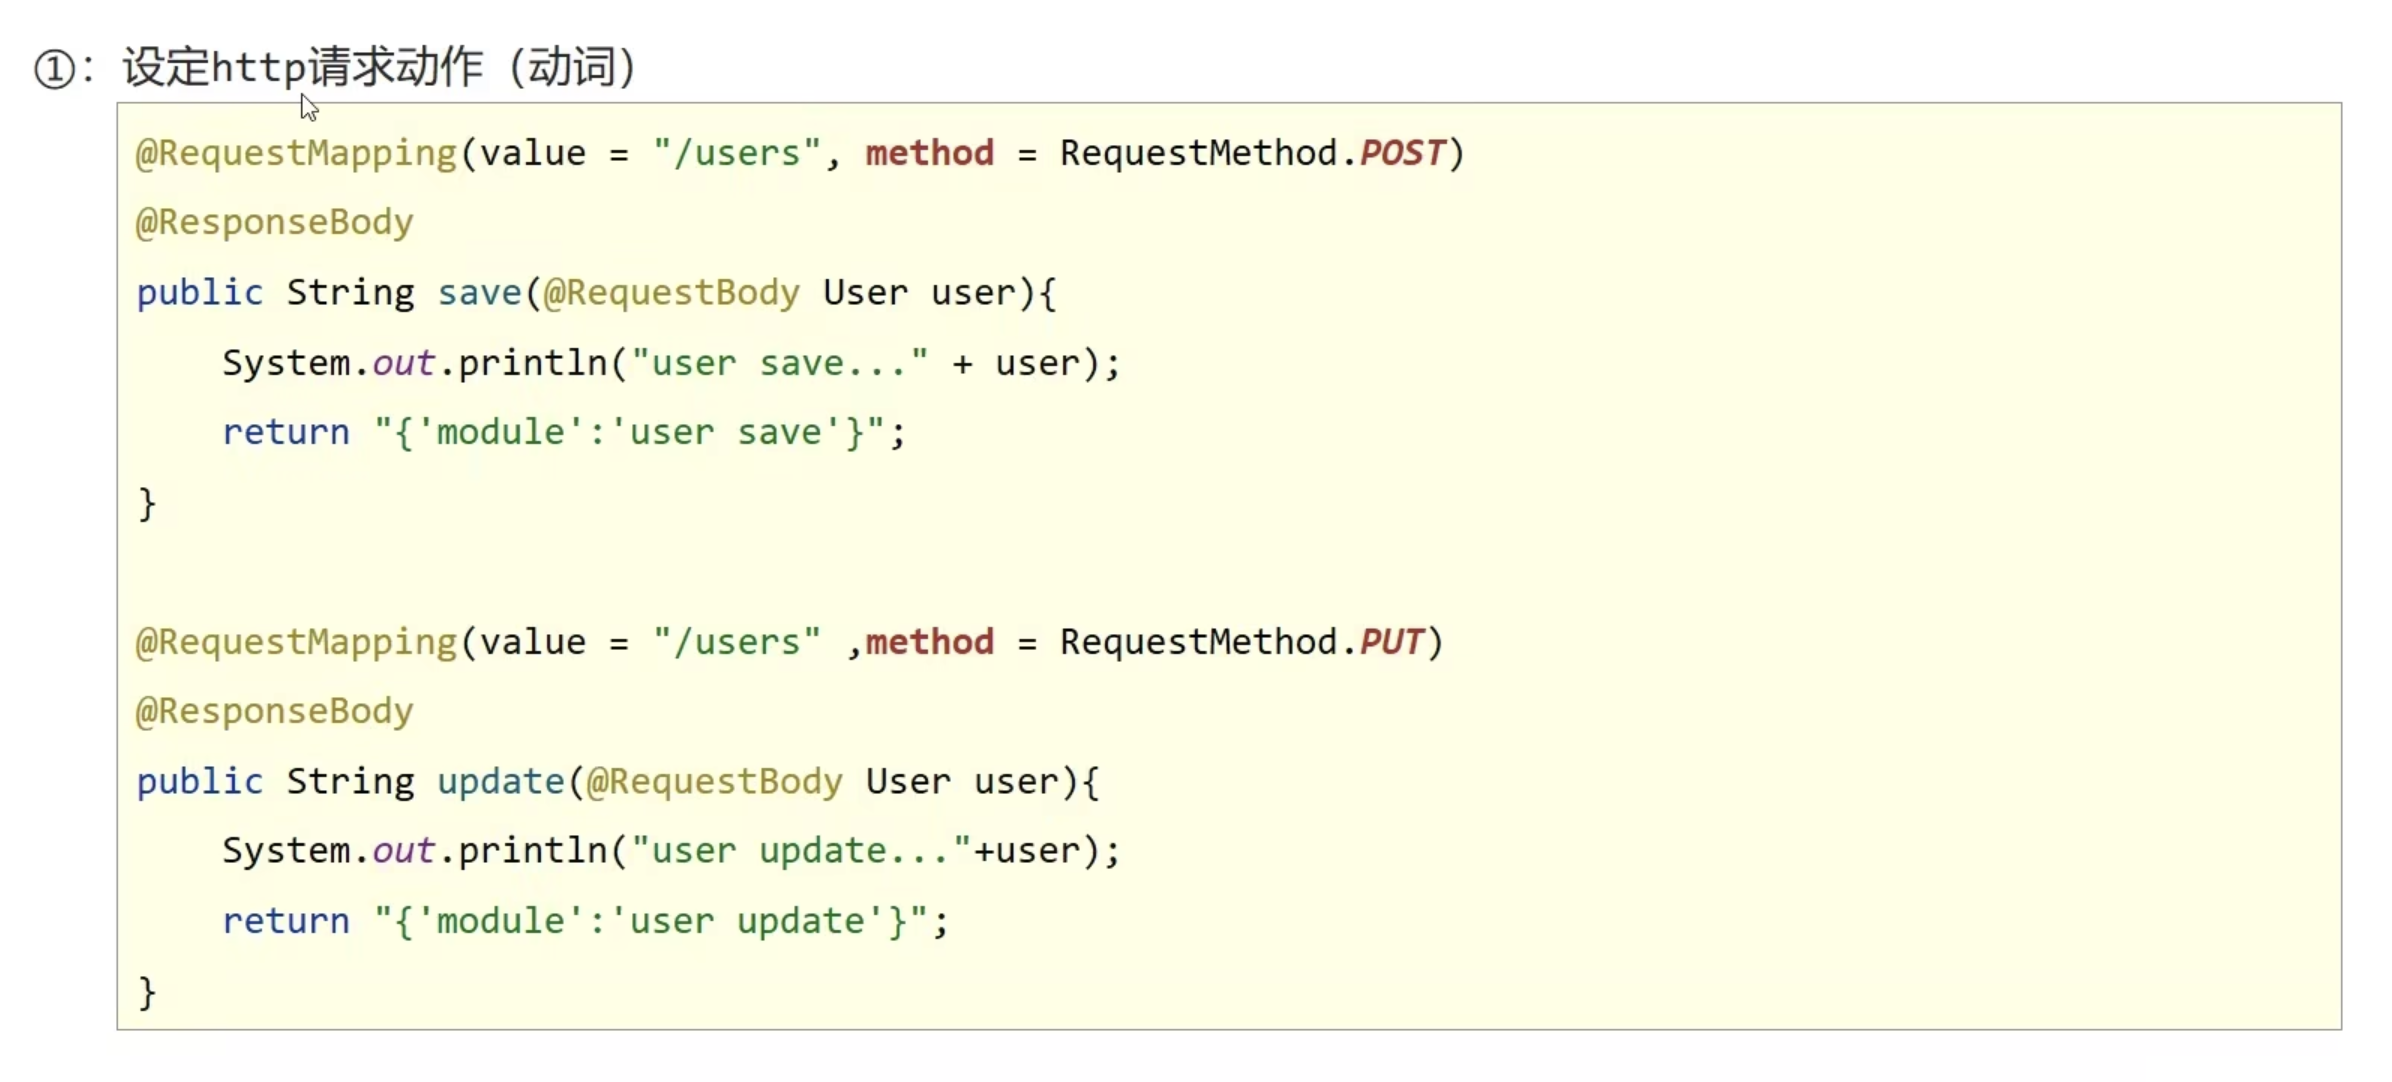 ①：设定http请求动作（动词）
@RequestMapping(value = "/users", method = RequestMethod.POST)
@ResponseBody
public String save(@RequestBody User user){
    System.out.println("user save..." + user);
    return "{'module':'user save'}";
}
@RequestMapping(value = "/users" ,method = RequestMethod.PUT)
@ResponseBody
public String update(@RequestBody User user){
    System.out.println("user update..."+user);
    return "{'module':'user update'}";
}